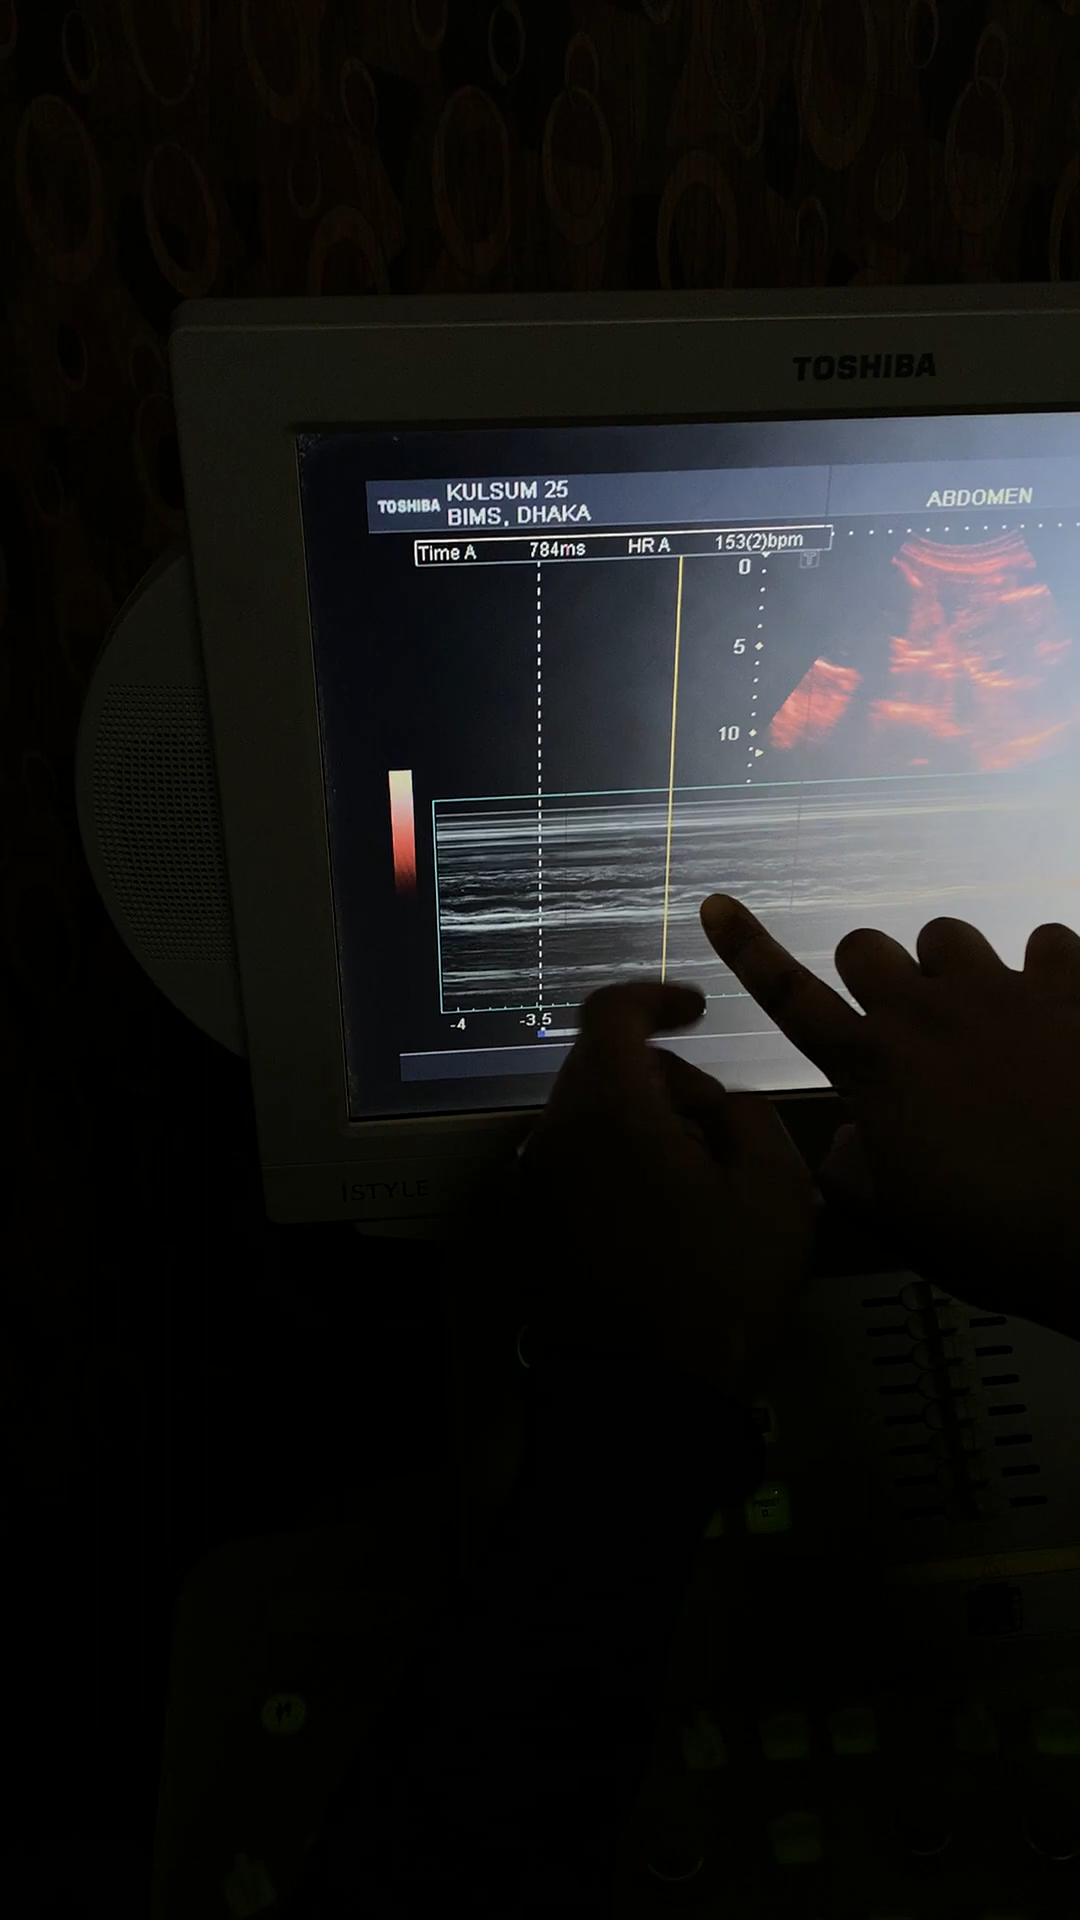 TOSHIBA
TOSHIBA
KULSUM 25
BIMS, DHAKA
ABDOMEN
Time A 784ms HR A 153(2)bpm
T
0
5
10
-4 -3.5
iSTYLE